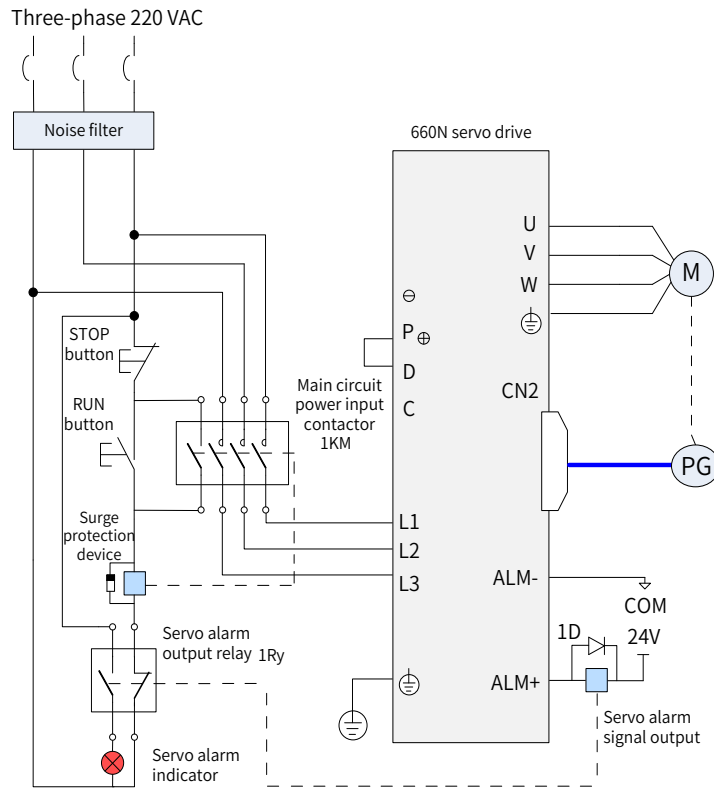 Three-phase 220 VAC
Noise filter
660N servo drive
U
V
W
M
⊖
P⊕
D
C
STOP
button
RUN
button
Main circuit
power input
contactor
1KM
CN2
PG
Surge
protection
device
L1
L2
L3
ALM-
COM
1D
24V
Servo alarm
output relay 1Ry
ALM+
Servo alarm
signal output
Servo alarm
indicator